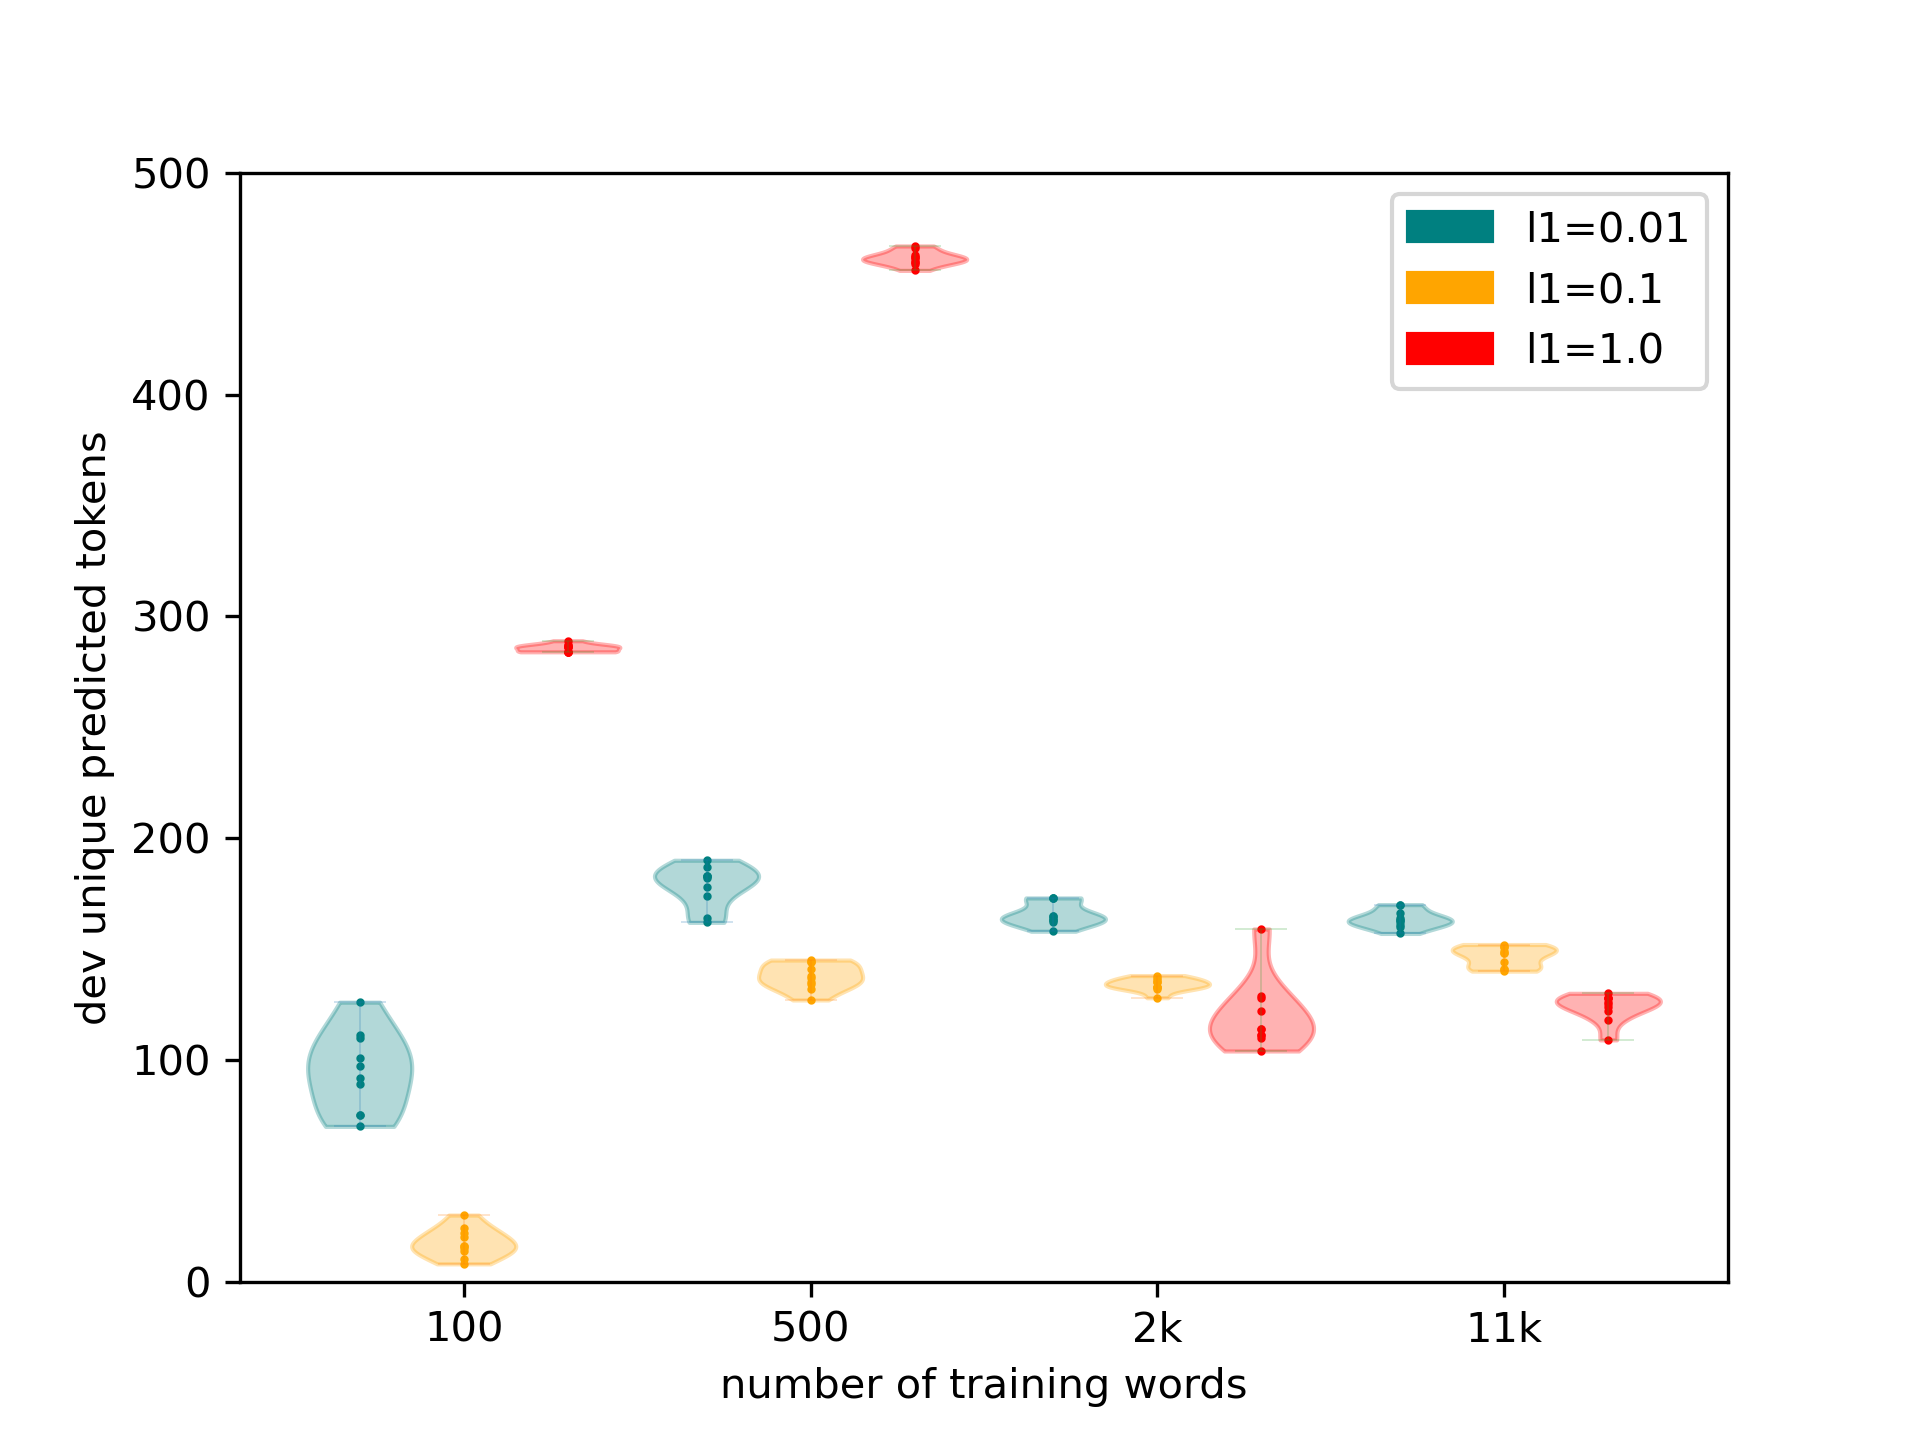 500
400
300
200
100
0
dev unique predicted tokens
l1=0.01
l1=0.1
l1=1.0
100
500
2k
11k
number of training words